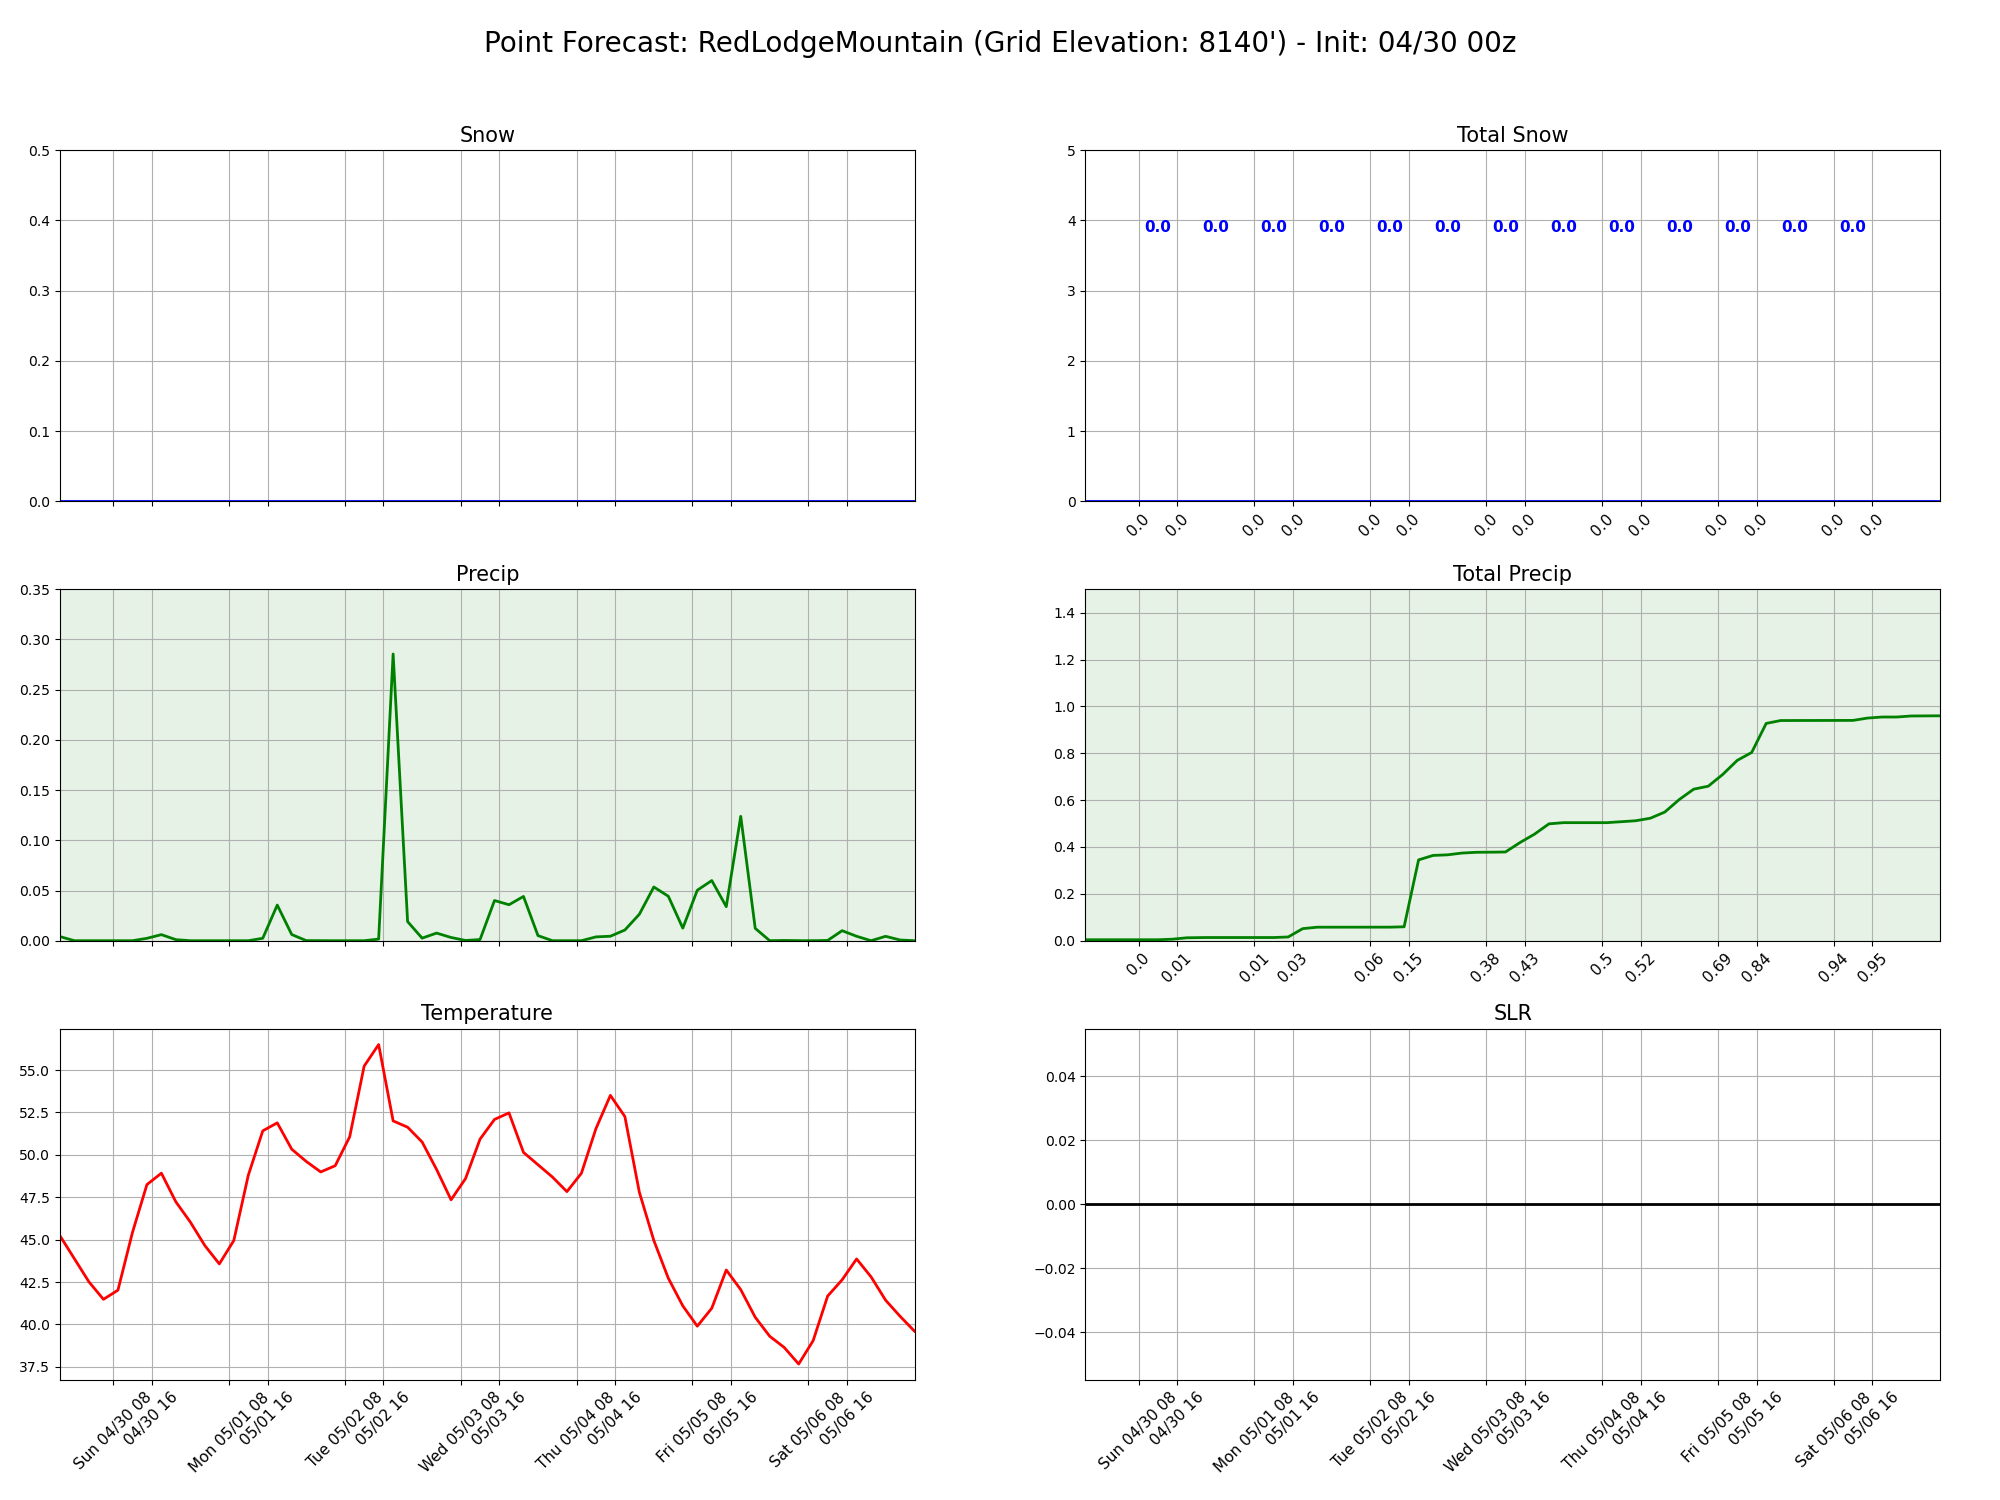 Point Forecast: RedLodgeMountain (Grid Elevation: 8140') - Init: 04/30 00z
Snow
0.5
0.4
0.3
0.2
0.1
0.0
Total Snow
5
4
3
2
1
0
0.0 0.0 0.0 0.0 0.0 0.0 0.0 0.0 0.0 0.0 0.0 0.0 0.0
0.0 0.0 0.0 0.0 0.0 0.0 0.0 0.0 0.0 0.0 0.0 0.0 0.0 0.0
Precip
0.35
0.30
0.25
0.20
0.15
0.10
0.05
0.00
Total Precip
1.4
1.2
1.0
0.8
0.6
0.4
0.2
0.0
0.0 0.01 0.01 0.03 0.06 0.15 0.38 0.43 0.5 0.52 0.69 0.84 0.94 0.95
Temperature
55.0
52.5
50.0
47.5
45.0
42.5
40.0
37.5
Sun 04/30 08
04/30 16
Mon 05/01 08
05/01 16
Tue 05/02 08
05/02 16
Wed 05/03 08
05/03 16
Thu 05/04 08
05/04 16
Fri 05/05 08
05/05 16
Sat 05/06 08
05/06 16
SLR
0.04
0.02
0.00
−0.02
−0.04
Sun 04/30 08
04/30 16
Mon 05/01 08
05/01 16
Tue 05/02 08
05/02 16
Wed 05/03 08
05/03 16
Thu 05/04 08
05/04 16
Fri 05/05 08
05/05 16
Sat 05/06 08
05/06 16